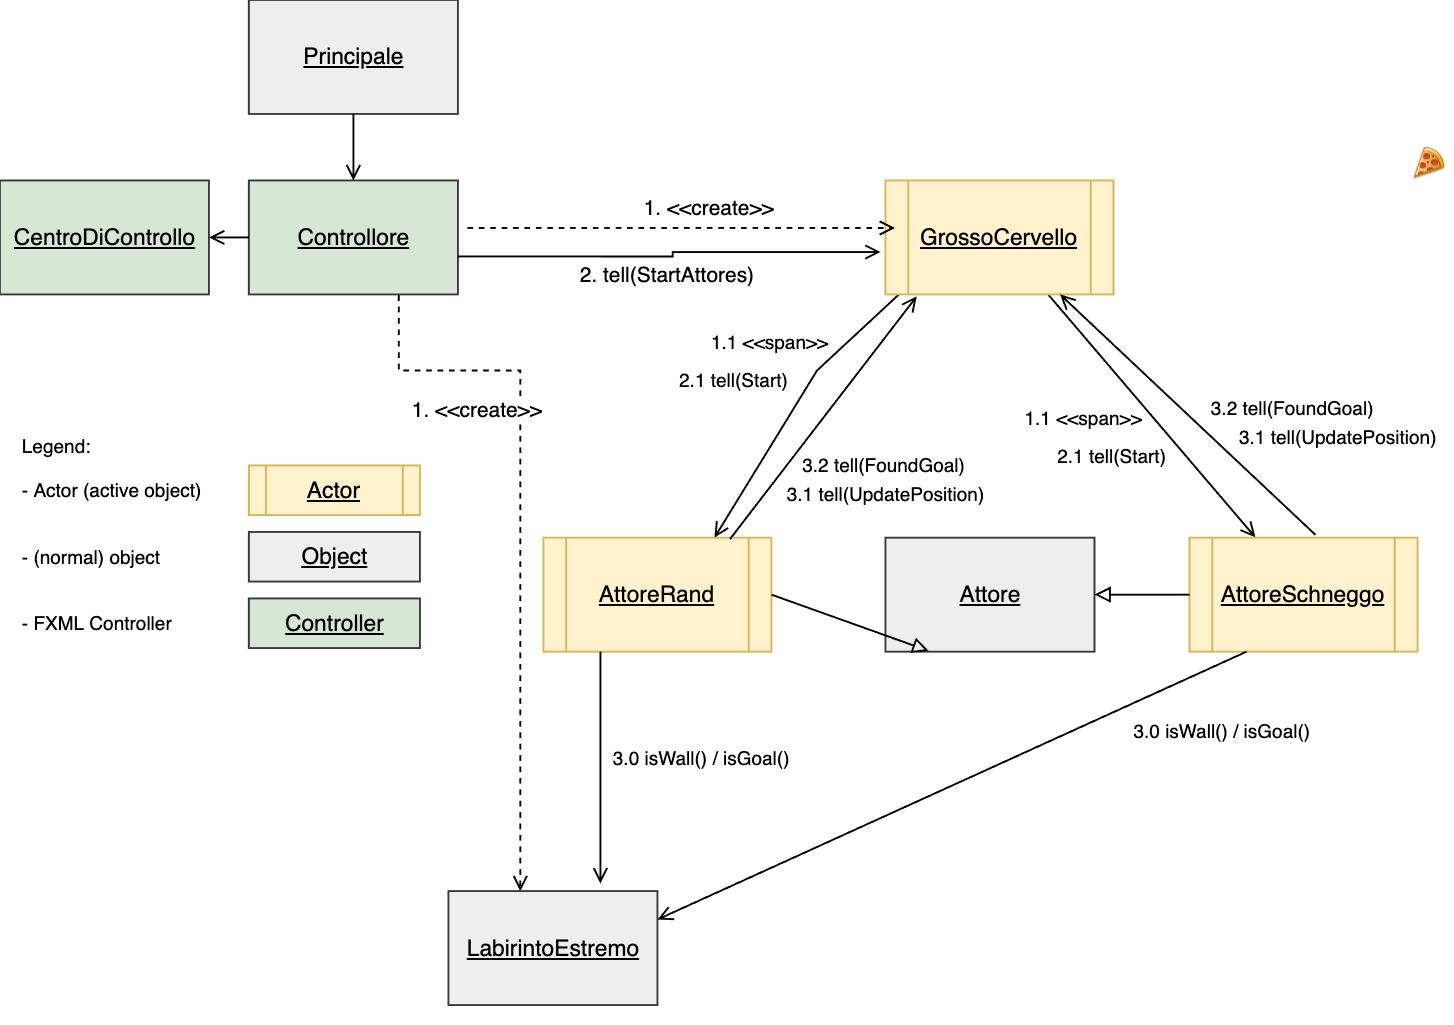 Principale
CentroDiControllo
Controllore
1. <<create>>
2. tell(StartAttores)
GrossoCervello
1.1 <<span>>
2.1 tell(Start)
3.2 tell(FoundGoal)
3.1 tell(UpdatePosition)
1.1 <<span>>
2.1 tell(Start)
3.2 tell(FoundGoal)
3.1 tell(UpdatePosition)
1. <<create>>
Legend:
- Actor (active object)
Actor
- (normal) object
Object
- FXML Controller
Controller
AttoreRand
Attore
AttoreSchneggo
3.0 isWall() / isGoal()
3.0 isWall() / isGoal()
LabirintoEstremo